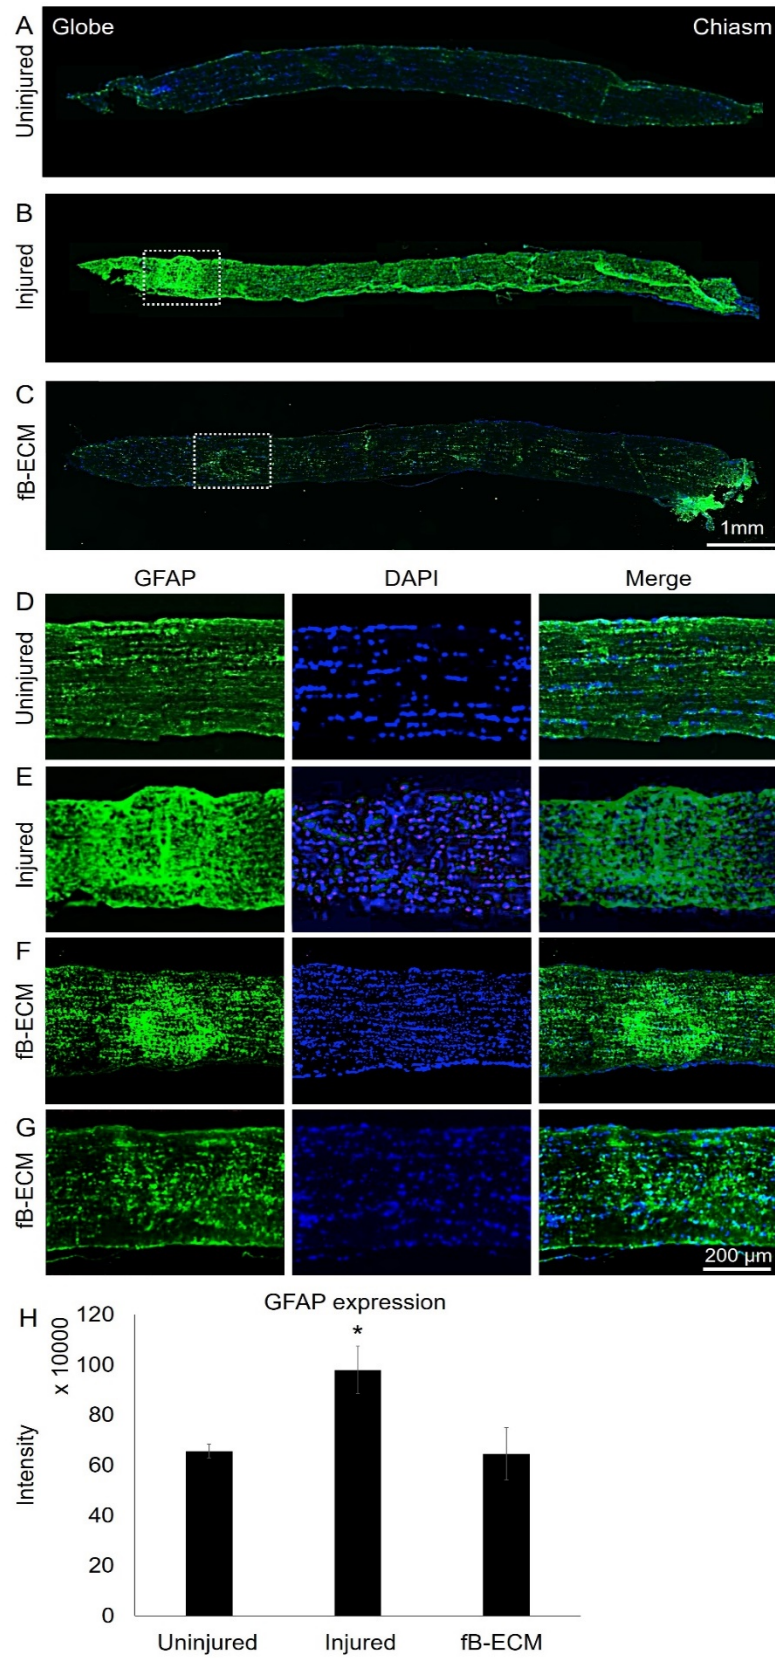 A
Globe
Chiasm
Uninjured
B
Injured
C
fB-ECM
1mm
GFAP
DAPI
Merge
D
Uninjured
E
Injured
F
fB-ECM
G
fB-ECM
200 µm
H
GFAP expression
x 10000
Intensity
120
100
80
60
40
20
0
*
Uninjured
Injured
fB-ECM